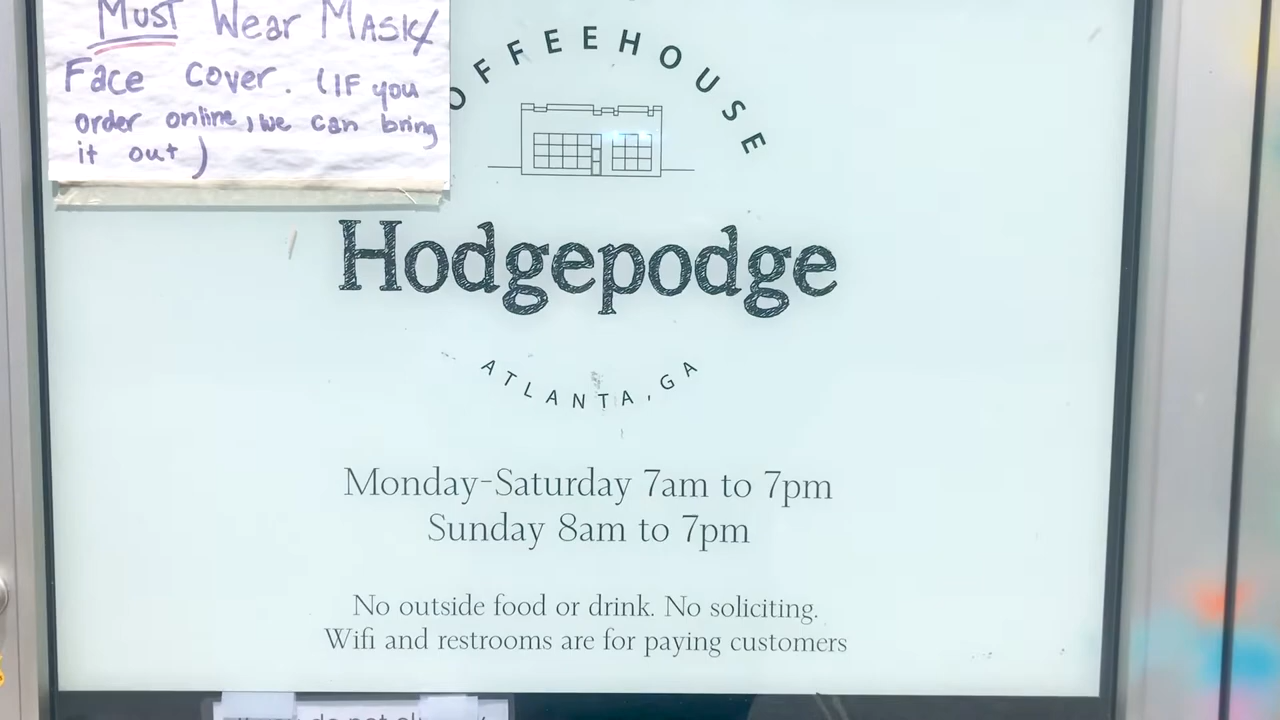 Must Wear Mask/
Face Cover. (IF you
order online, we can bring
it out)
OFFEEHOUSE
Hodgepodge
ATLANTA, GA
Monday-Saturday 7am to 7pm
Sunday 8am to 7pm
No outside food or drink. No soliciting.
Wifi and restrooms are for paying customers
do not